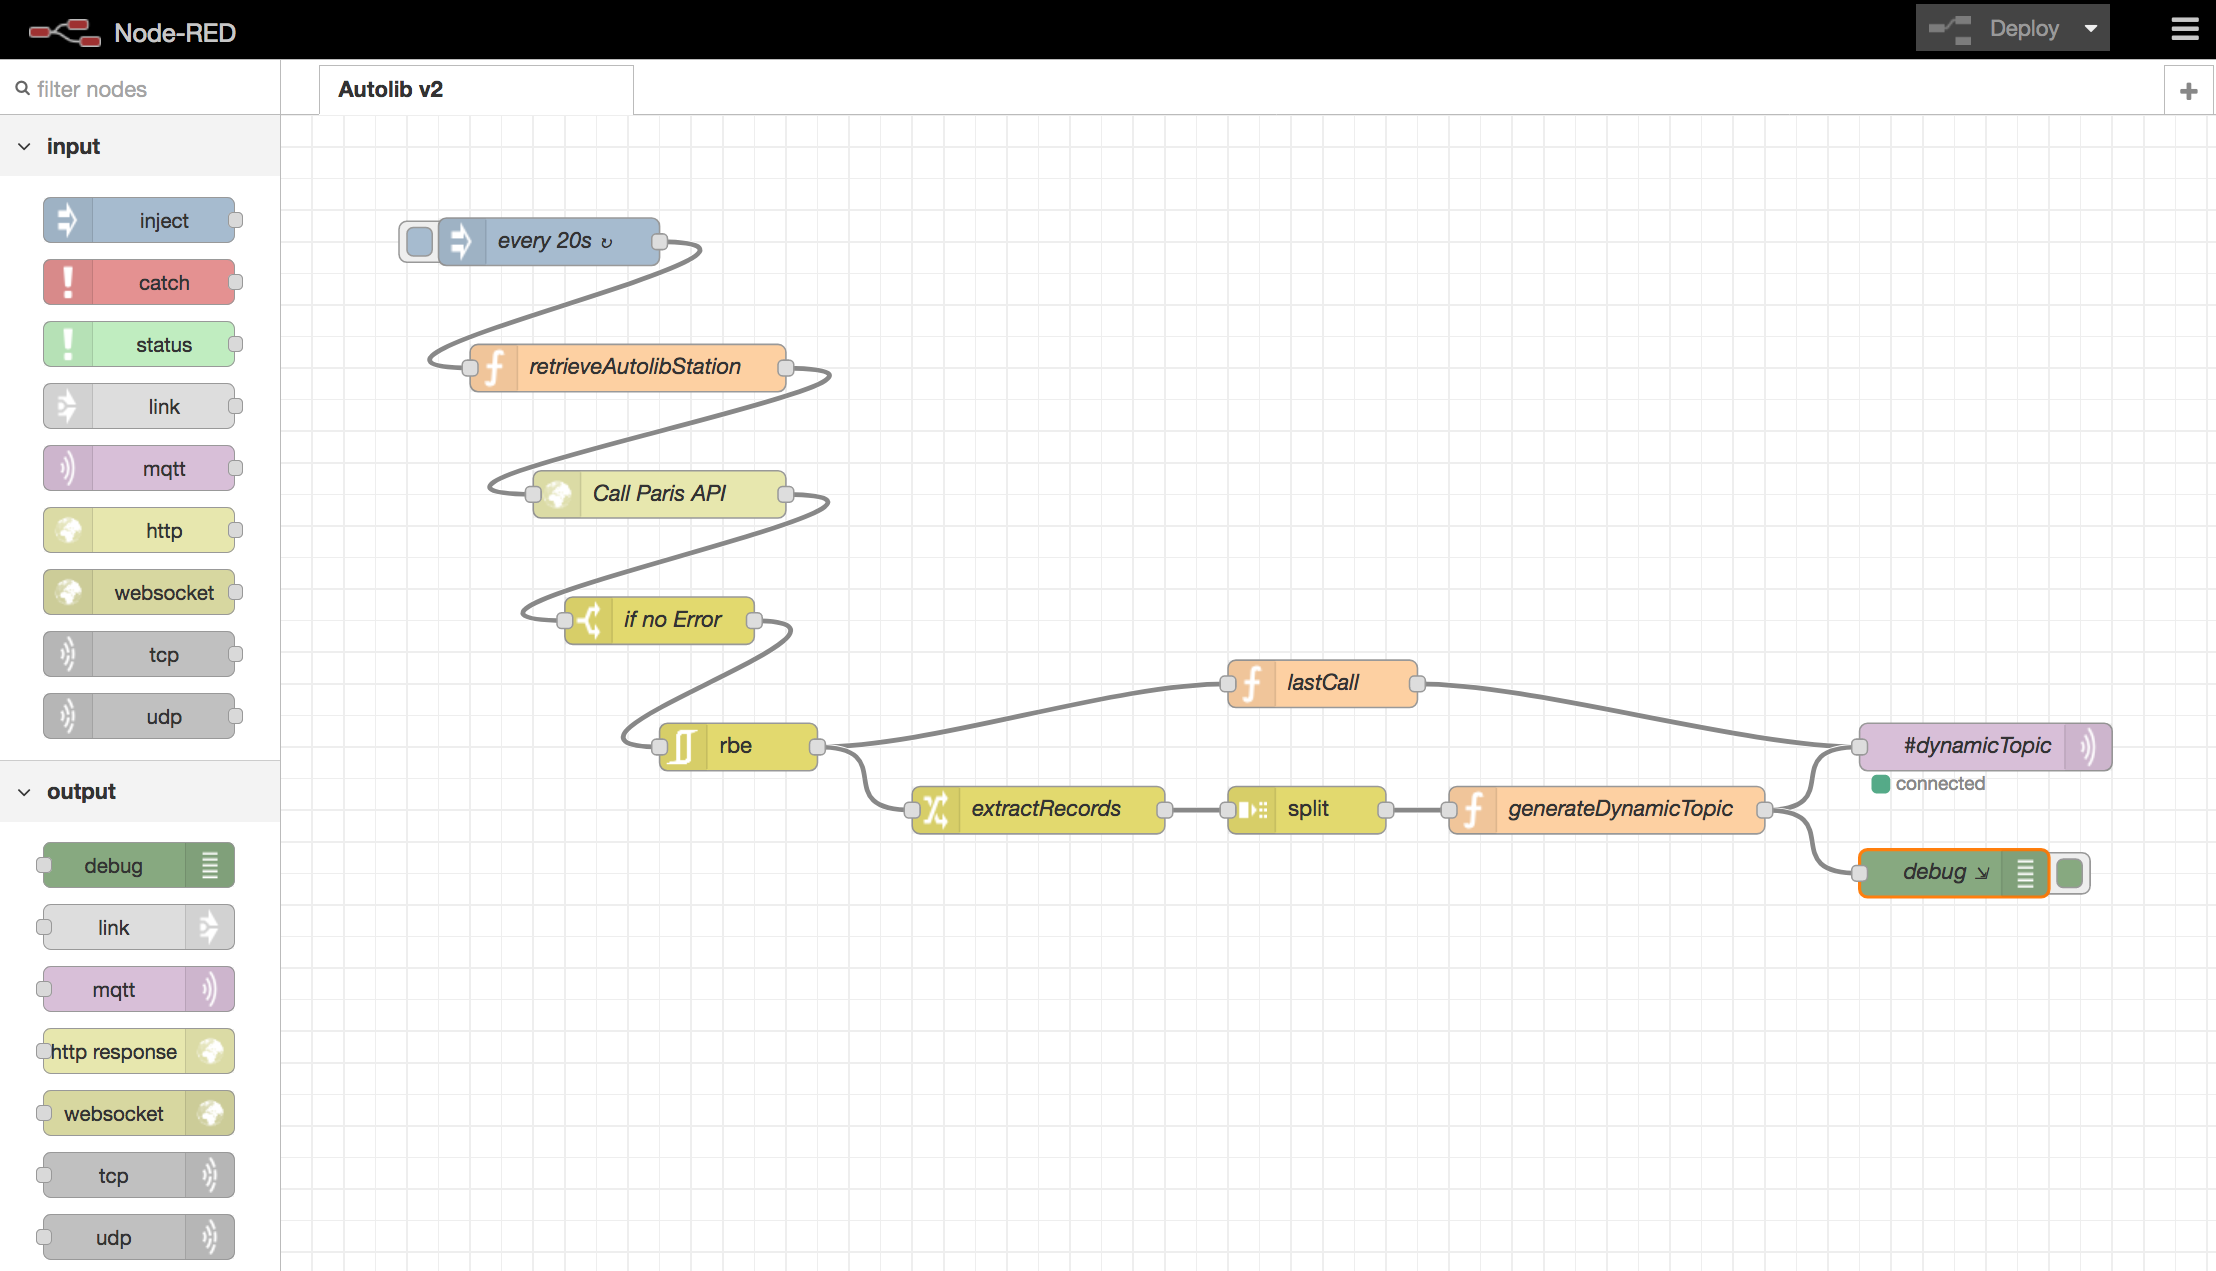 Node-RED
Deploy
filter nodes
Autolib v2
input
inject
catch
status
link
mqtt
http
websocket
tcp
udp
output
debug
link
mqtt
http response
websocket
tcp
udp
every 20s ↻
retrieveAutolibStation
Call Paris API
if no Error
rbe
lastCall
extractRecords
split
generateDynamicTopic
#dynamicTopic
connected
debug ⇲